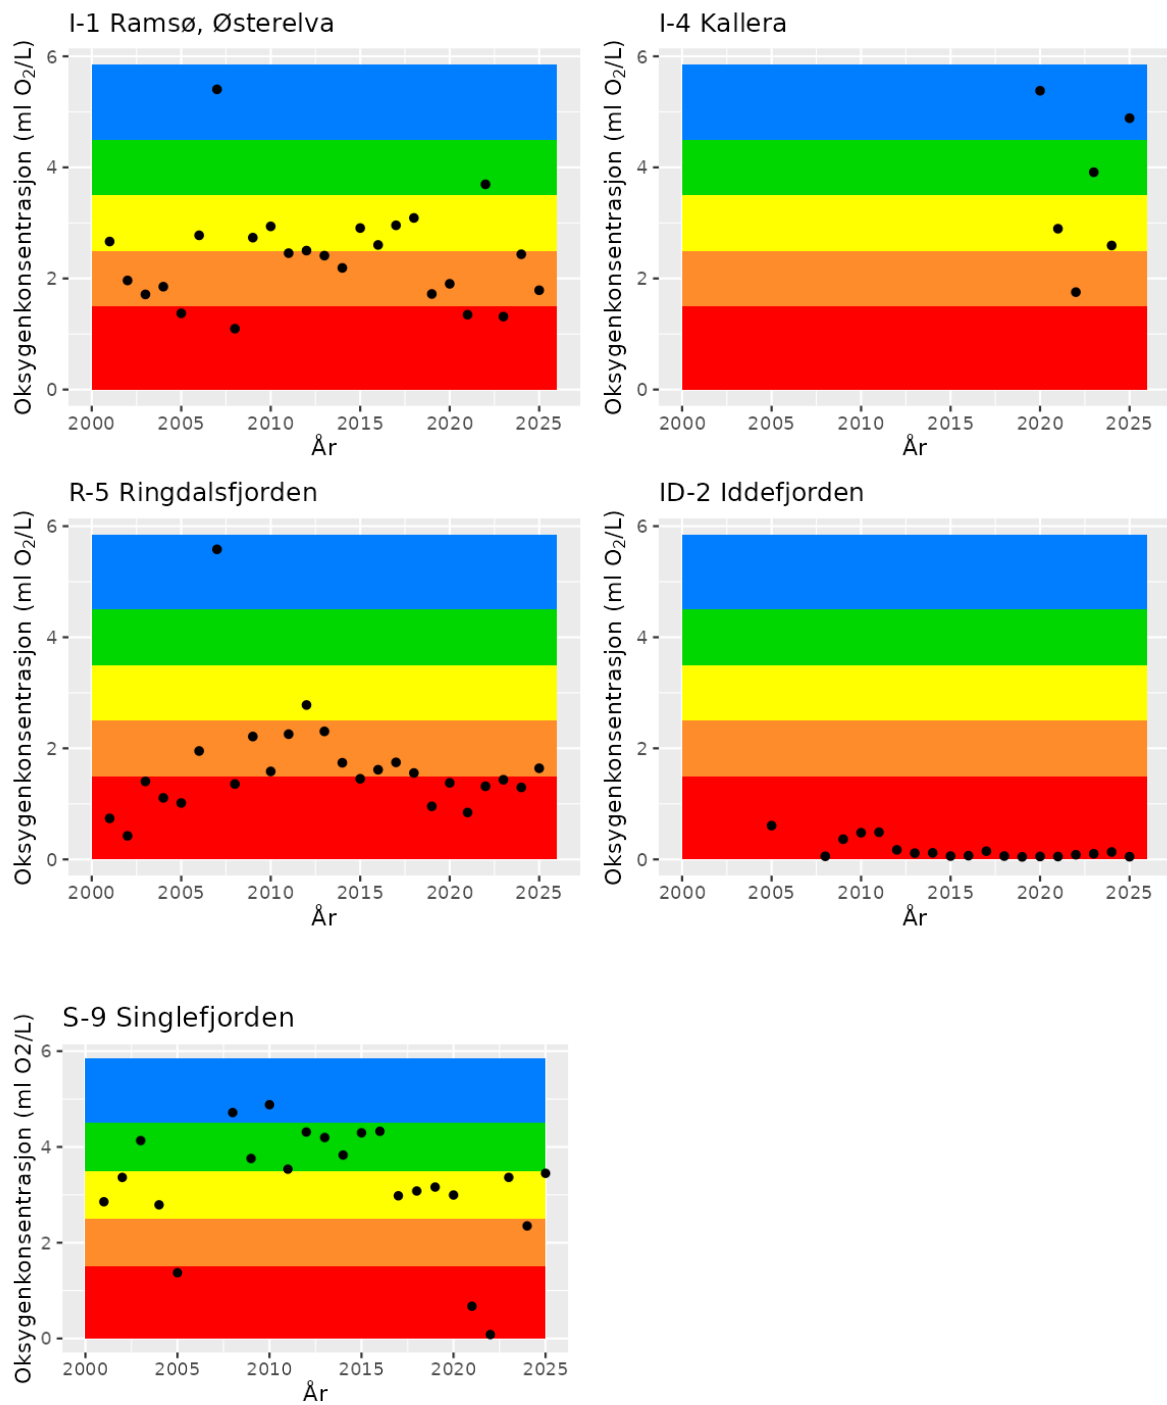 I-1 Ramsø, Østerelva
Oksygenkonsentrasjon (ml O₂/L)
6
4
2
0
2000 2005 2010 2015 2020 2025
År
I-4 Kallera
Oksygenkonsentrasjon (ml O₂/L)
6
4
2
0
2000 2005 2010 2015 2020 2025
År
R-5 Ringdalsfjorden
Oksygenkonsentrasjon (ml O₂/L)
6
4
2
0
2000 2005 2010 2015 2020 2025
År
ID-2 Iddefjorden
Oksygenkonsentrasjon (ml O₂/L)
6
4
2
0
2000 2005 2010 2015 2020 2025
År
S-9 Singlefjorden
Oksygenkonsentrasjon (ml O2/L)
6
4
2
0
2000 2005 2010 2015 2020 2025
År